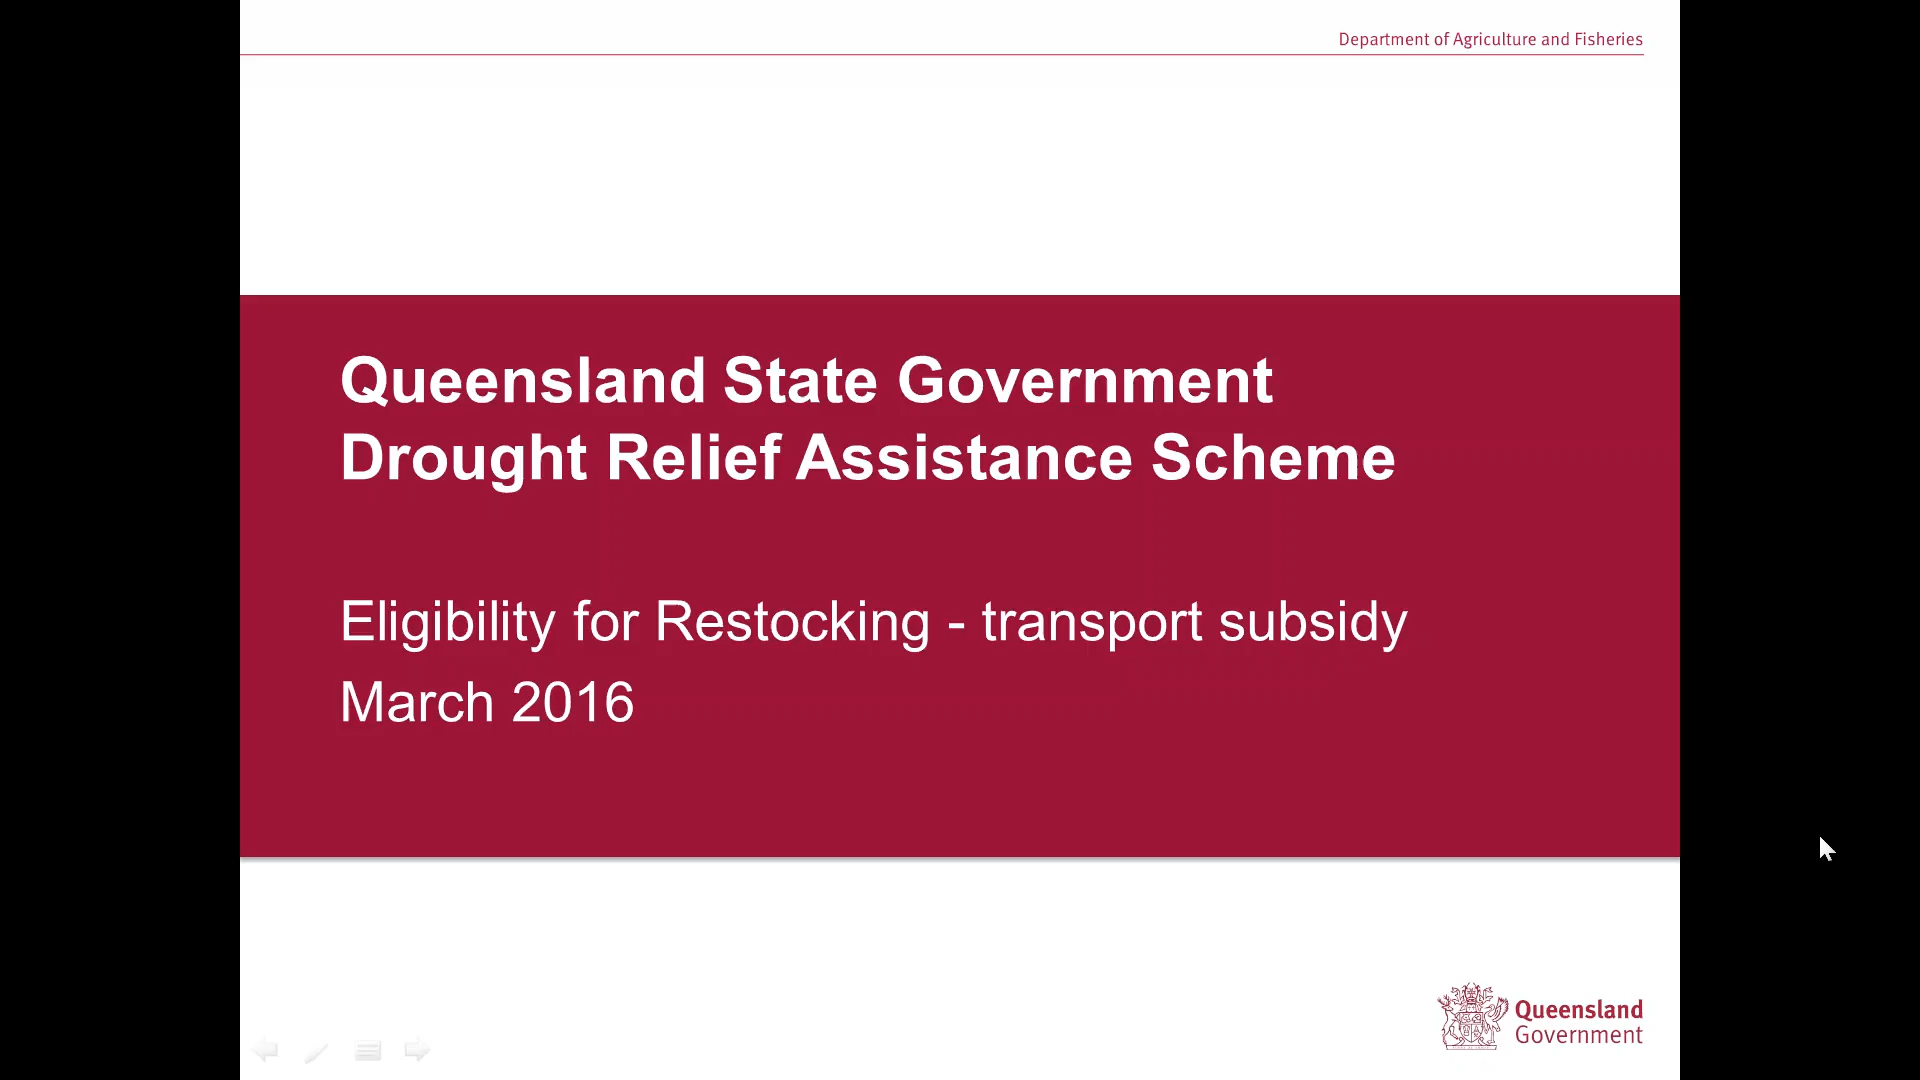 Department of Agriculture and Fisheries
Queensland State Government
Drought Relief Assistance Scheme
Eligibility for Restocking - transport subsidy
March 2016
Queensland
Government